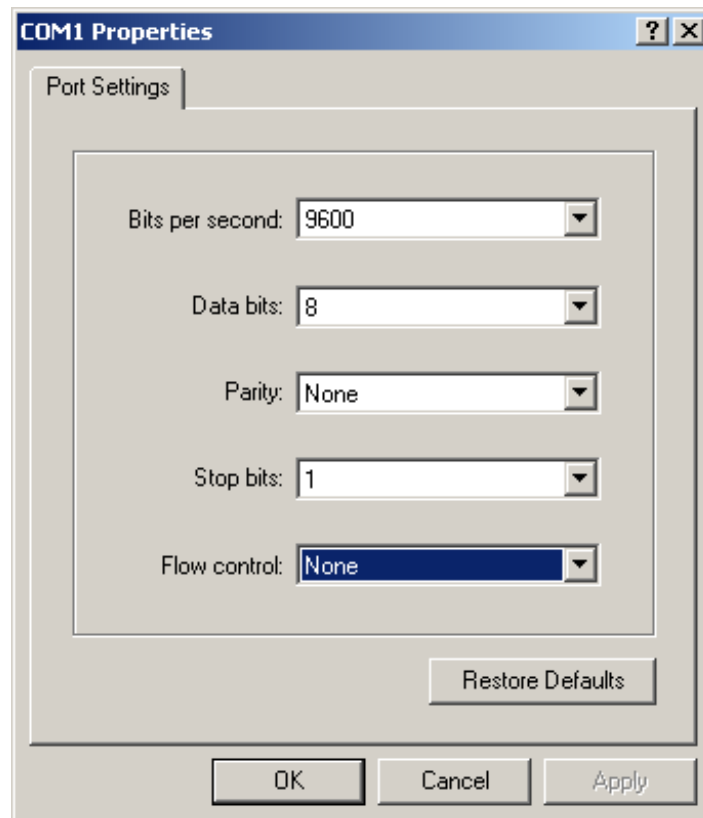 COM1 Properties
Port Settings
Bits per second: 9600
Data bits: 8
Parity: None
Stop bits: 1
Flow control: None
Restore Defaults
OK Cancel Apply